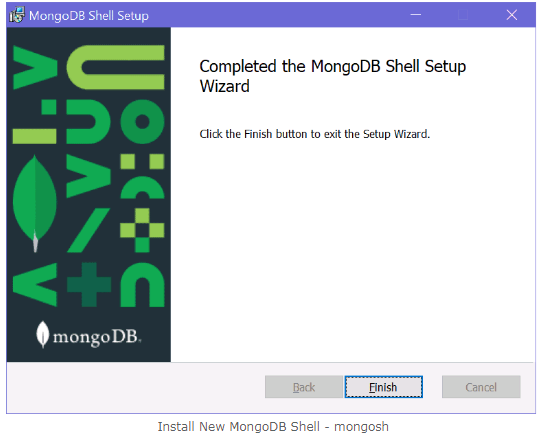 MongoDB Shell Setup
Completed the MongoDB Shell Setup
Wizard
Click the Finish button to exit the Setup Wizard.
mongoDB®
Back
Finish
Cancel
Install New MongoDB Shell - mongosh